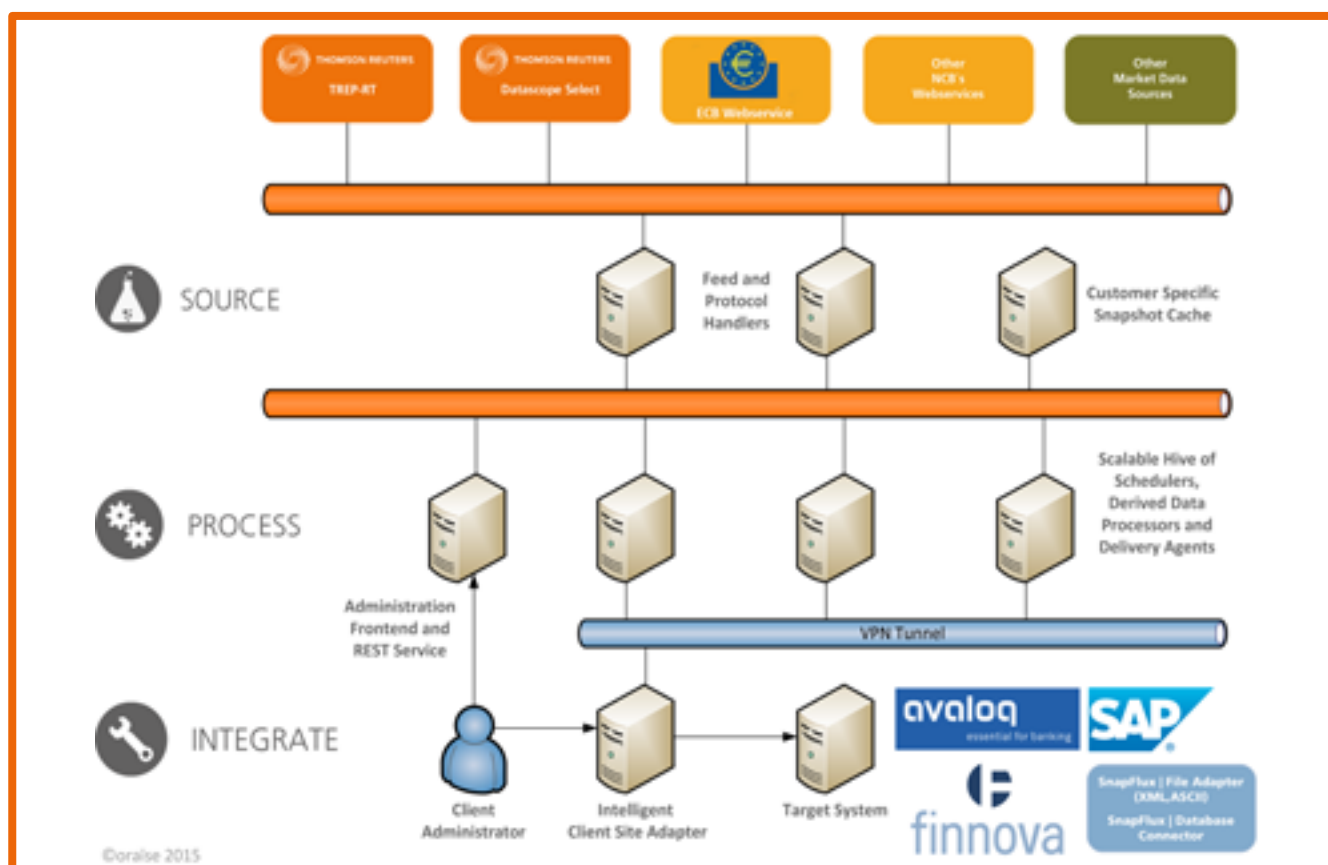 THOMSON REUTERS
TREP-RT
THOMSON REUTERS
Datascope Select
ECB Webservice
Other
NCB's
Webservices
Other
Market Data
Sources
SOURCE
Feed and
Protocol
Handlers
Customer Specific
Snapshot Cache
PROCESS
Scalable Hive of
Schedulers,
Derived Data
Processors and
Delivery Agents
Administration
Frontend and
REST Service
VPN Tunnel
INTEGRATE
Client
Administrator
Intelligent
Client Site Adapter
Target System
avaloq
essential for banking
SAP
finnova
SnapFlux | File Adapter
(XML,ASCII)
SnapFlux | Database
Connector
©oraise 2015